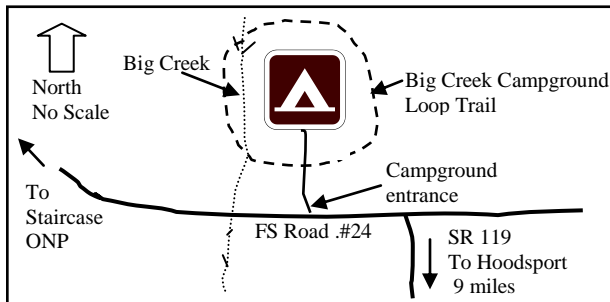 North
No Scale
Big Creek
Big Creek Campground
Loop Trail
To
Staircase
ONP
Campground
entrance
FS Road .#24
SR 119
To Hoodsport
9 miles